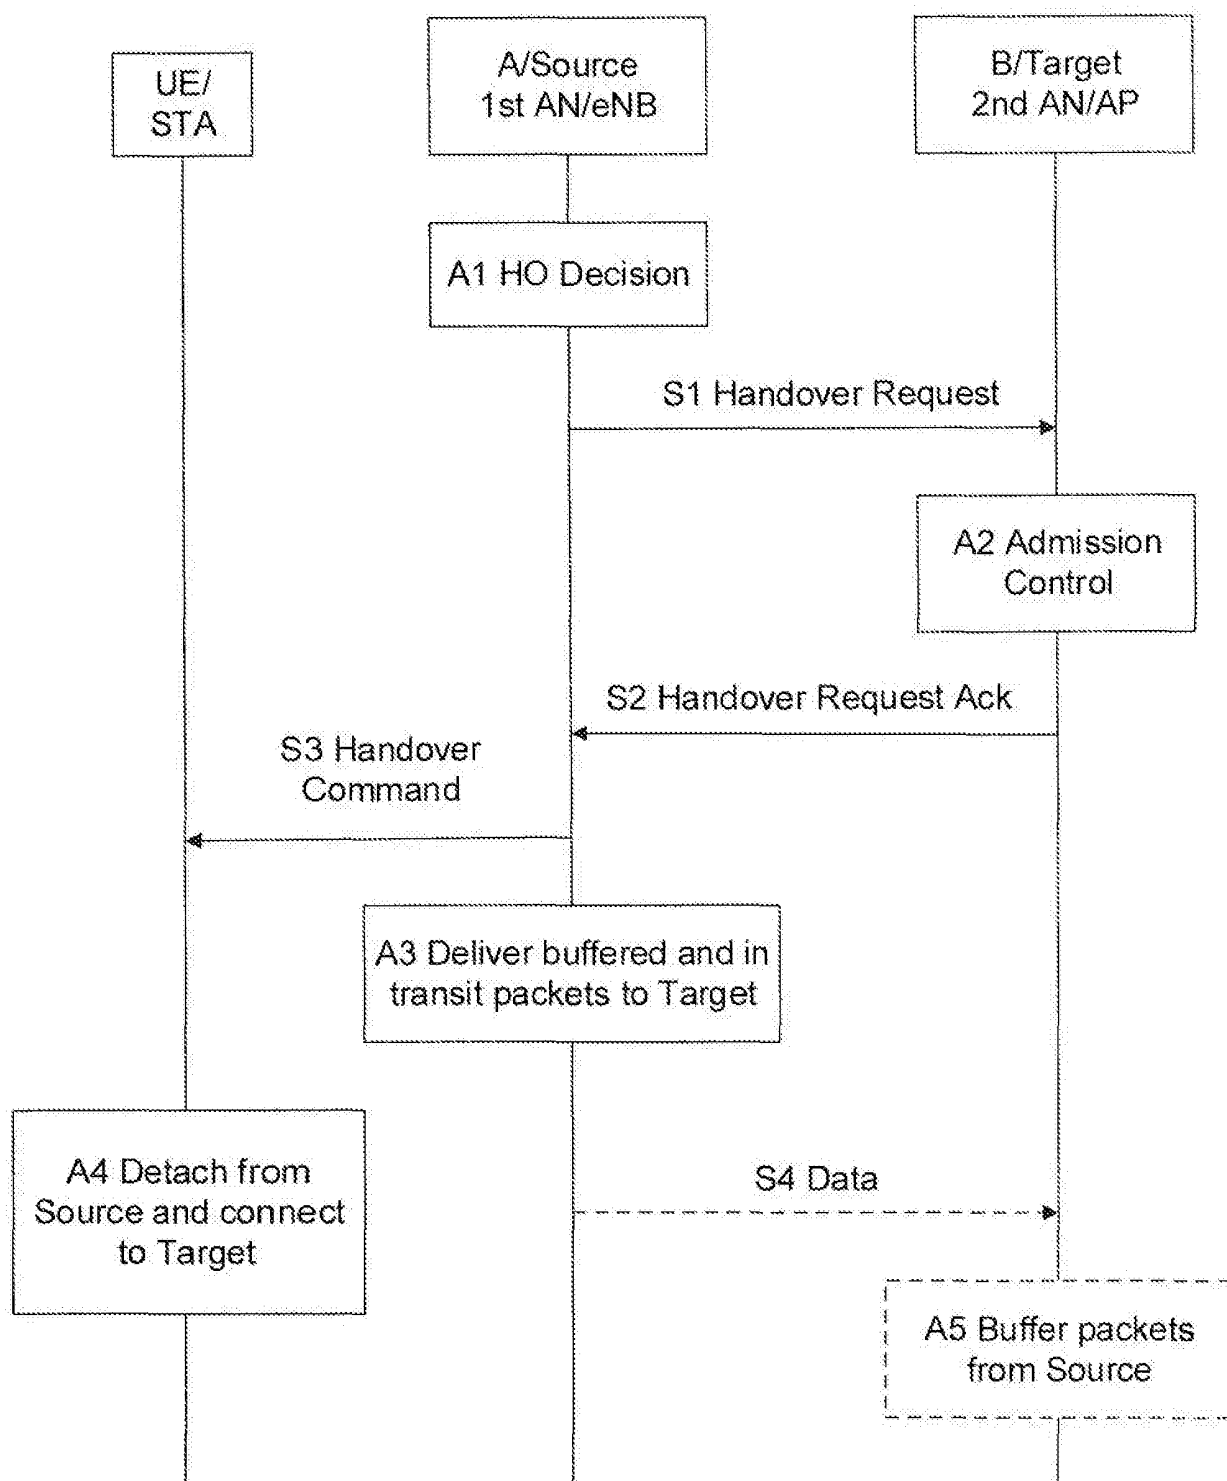 UE/
STA
A/Source
1st AN/eNB
B/Target
2nd AN/AP
A1 HO Decision
S1 Handover Request
A2 Admission
Control
S2 Handover Request Ack
S3 Handover
Command
A3 Deliver buffered and in
transit packets to Target
A4 Detach from
Source and connect
to Target
S4 Data
A5 Buffer packets
from Source